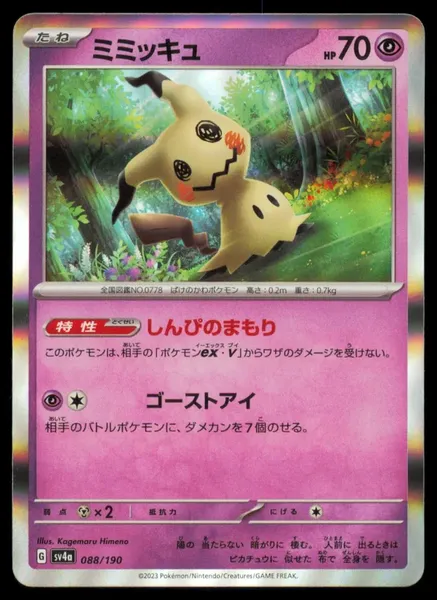 たね ミミッキュ HP70
全国図鑑NO.0778 ばけのかわポケモン 高さ:0.2m 重さ:0.7kg
特性 しんぴのまもり
このポケモンは、相手の「ポケモンex・V」からワザのダメージを受けない。
ゴーストアイ
相手のバトルポケモンに、ダメカンを7個のせる。
弱点 ×2 抵抗力 にげる
Illus. Kagemaru Himeno
G sv4a 088/190
陽の 当たらない 暗がりに 棲む。 人前に 出るときは
ピカチュウに 似せた 布で 全身を 隠す。
©2023 Pokémon/Nintendo/Creatures/GAME FREAK.